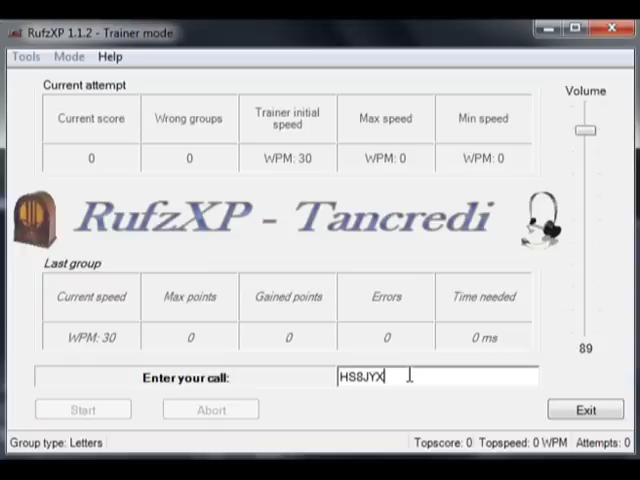 RufzXP 1.1.2 - Trainer mode
Tools Mode Help
Current attempt
Volume
Current score Wrong groups Trainer initial speed Max speed Min speed
0 0 WPM: 30 WPM: 0 WPM: 0
RufzXP - Tancredi
Last group
Current speed Max points Gained points Errors Time needed
WPM: 30 0 0 0 0 ms
89
Enter your call: HS8JYX
Start Abort Exit
Group type: Letters Topscore: 0 Topspeed: 0 WPM Attempts: 0